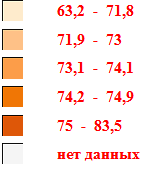 63,2 - 71,8
71,9 - 73
73,1 - 74,1
74,2 - 74,9
75 - 83,5
нет данных